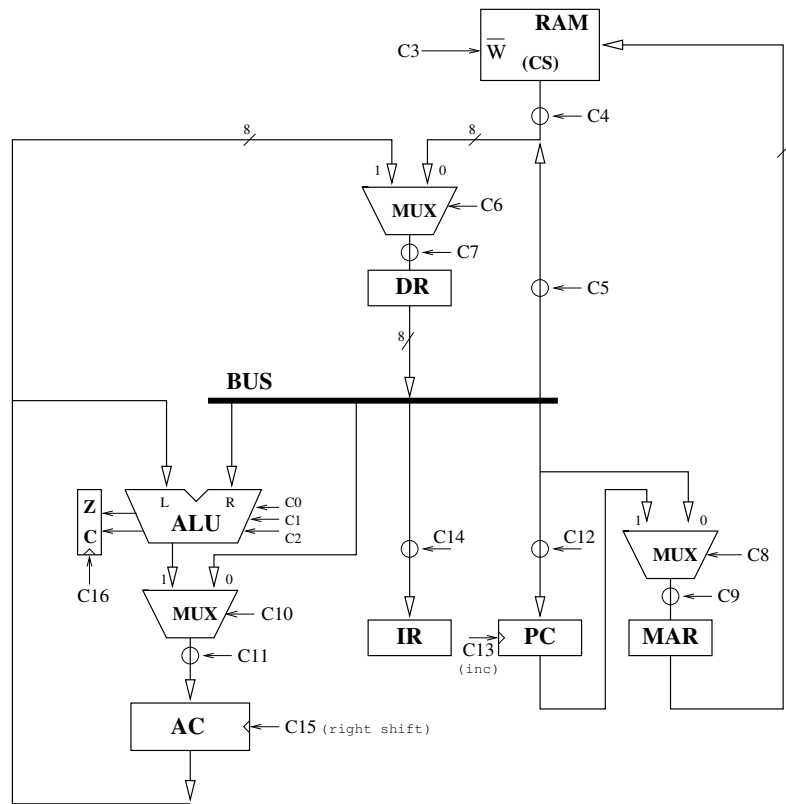 RAM
C3
W
(CS)
C4
8
8
1
0
MUX
C6
C7
DR
C5
8
BUS
Z
C
L
R
ALU
C0
C1
C2
C16
1
0
MUX
C10
C11
AC
C15 (right shift)
C14
IR
C12
C13
(inc)
PC
1
0
MUX
C8
C9
MAR